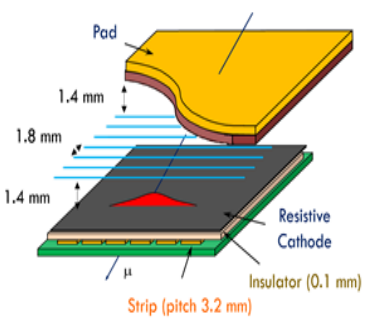 Pad
1.4 mm
1.8 mm
1.4 mm
Resistive
Cathode
μ
Insulator (0.1 mm)
Strip (pitch 3.2 mm)